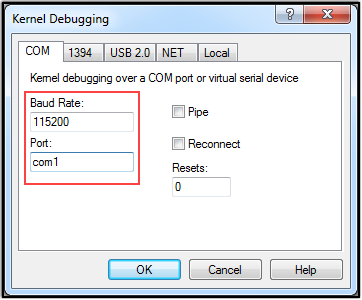 Kernel Debugging
?
COM 1394 USB 2.0 NET Local
Kernel debugging over a COM port or virtual serial device
Baud Rate:
115200
Pipe
Port:
com1
Reconnect
Resets:
0
OK Cancel Help